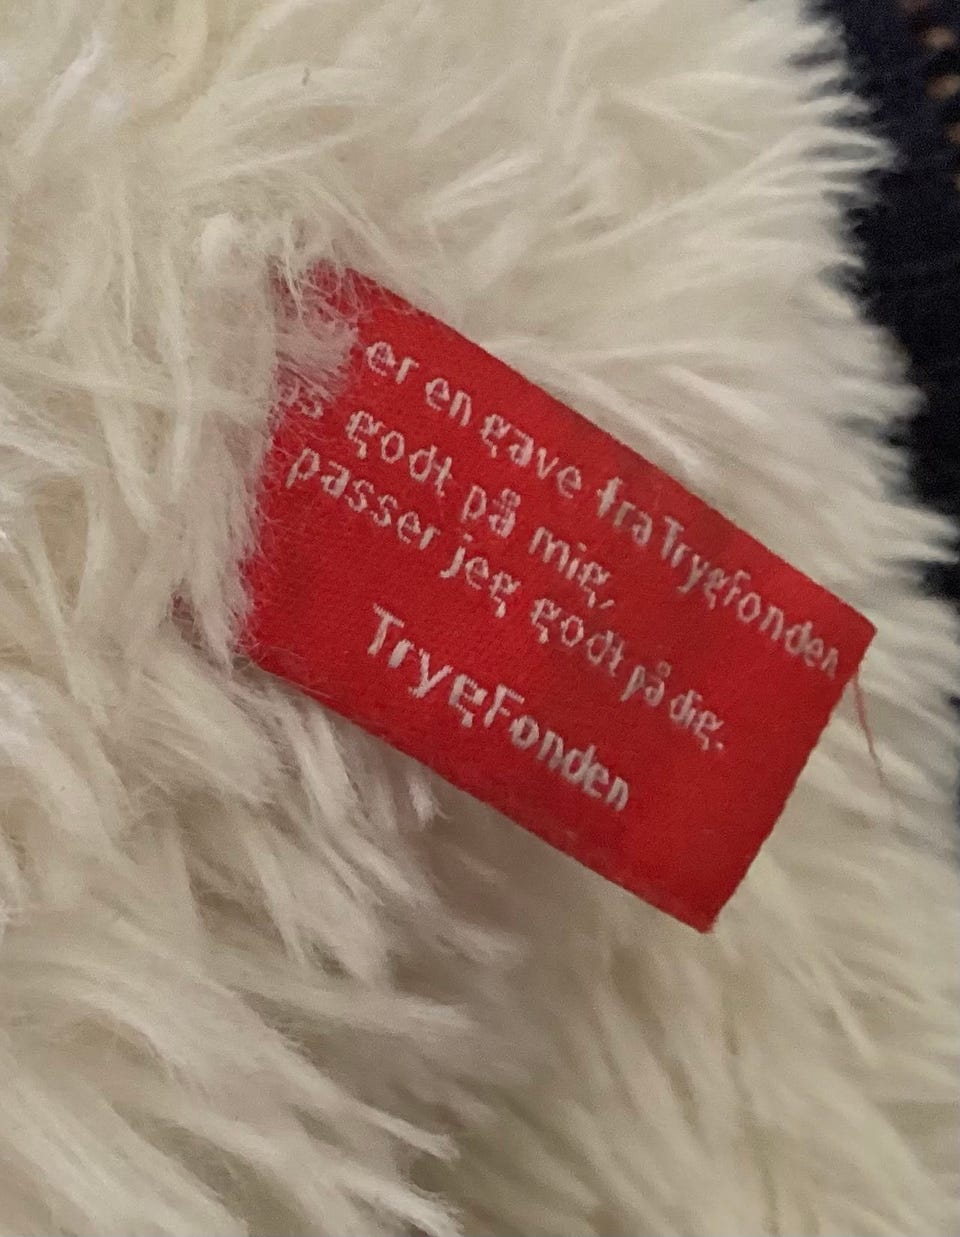 er en gave fra TrygFonden
godt på mig,
passer jeg godt på dig.
TrygFonden